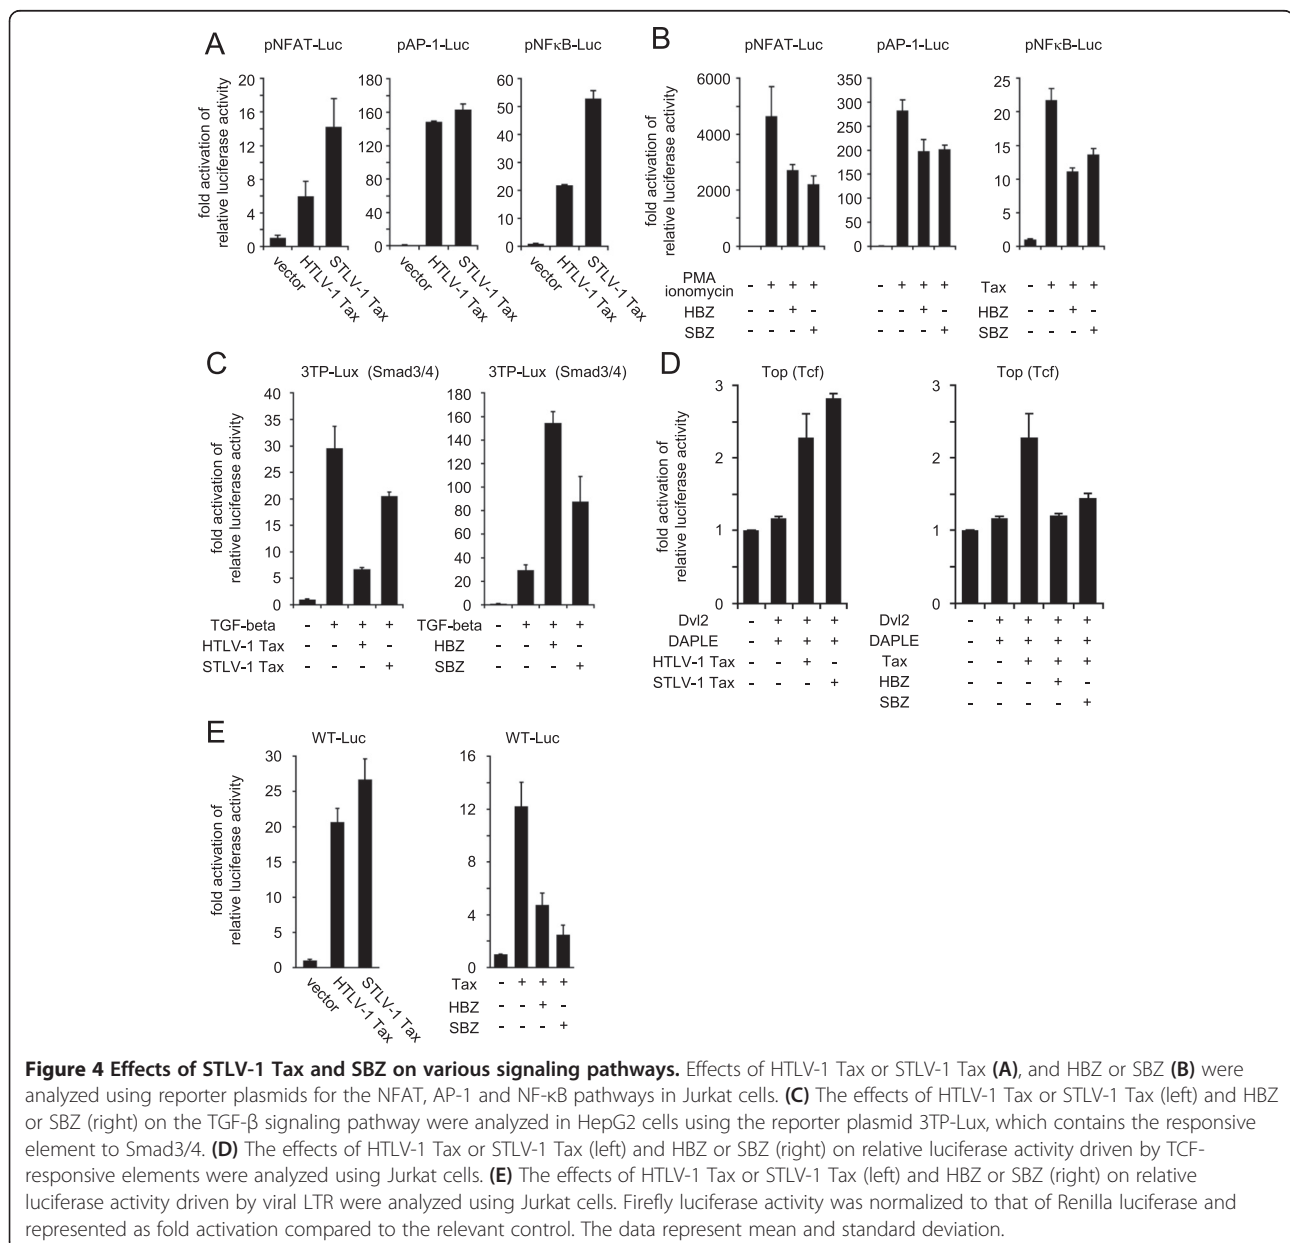 A
pNFAT-Luc
pAP-1-Luc
pNFκB-Luc
fold activation of
relative luciferase activity
20
16
12
8
4
0
vector
HTLV-1 Tax
STLV-1 Tax
180
160
140
120
100
80
60
40
20
0
vector
HTLV-1 Tax
STLV-1 Tax
60
50
40
30
20
10
0
vector
HTLV-1 Tax
STLV-1 Tax
B
pNFAT-Luc
pAP-1-Luc
pNFκB-Luc
fold activation of
relative luciferase activity
6000
4000
2000
0
350
300
250
200
150
100
50
0
25
20
15
10
5
0
PMA
ionomycin - + + + - + + + Tax - + + +
HBZ - - + - - - + - HBZ - - + -
SBZ - - - + - - - + SBZ - - - +
C
3TP-Lux (Smad3/4)
3TP-Lux (Smad3/4)
fold activation of
relative luciferase activity
40
35
30
25
20
15
10
5
0
180
160
140
120
100
80
60
40
20
0
TGF-beta - + + + TGF-beta - + + +
HTLV-1 Tax - - + - HBZ - - + -
STLV-1 Tax - - - + SBZ - - - +
D
Top (Tcf)
Top (Tcf)
fold activation of
relative luciferase activity
3
2
1
0
3
2
1
0
Dvl2 - + + + Dvl2 - + + + +
DAPLE - + + + DAPLE - + + + +
HTLV-1 Tax - - + - Tax - - + + +
STLV-1 Tax - - - + HBZ - - - + -
SBZ - - - - +
E
WT-Luc
WT-Luc
fold activation of
relative luciferase activity
30
25
20
15
10
5
0
vector
HTLV-1 Tax
STLV-1 Tax
16
12
8
4
0
Tax - + + +
HBZ - - + -
SBZ - - - +
Figure 4 Effects of STLV-1 Tax and SBZ on various signaling pathways. Effects of HTLV-1 Tax or STLV-1 Tax (A), and HBZ or SBZ (B) were
analyzed using reporter plasmids for the NFAT, AP-1 and NF-κB pathways in Jurkat cells. (C) The effects of HTLV-1 Tax or STLV-1 Tax (left) and HBZ
or SBZ (right) on the TGF-β signaling pathway were analyzed in HepG2 cells using the reporter plasmid 3TP-Lux, which contains the responsive
element to Smad3/4. (D) The effects of HTLV-1 Tax or STLV-1 Tax (left) and HBZ or SBZ (right) on relative luciferase activity driven by TCF-
responsive elements were analyzed using Jurkat cells. (E) The effects of HTLV-1 Tax or STLV-1 Tax (left) and HBZ or SBZ (right) on relative
luciferase activity driven by viral LTR were analyzed using Jurkat cells. Firefly luciferase activity was normalized to that of Renilla luciferase and
represented as fold activation compared to the relevant control. The data represent mean and standard deviation.